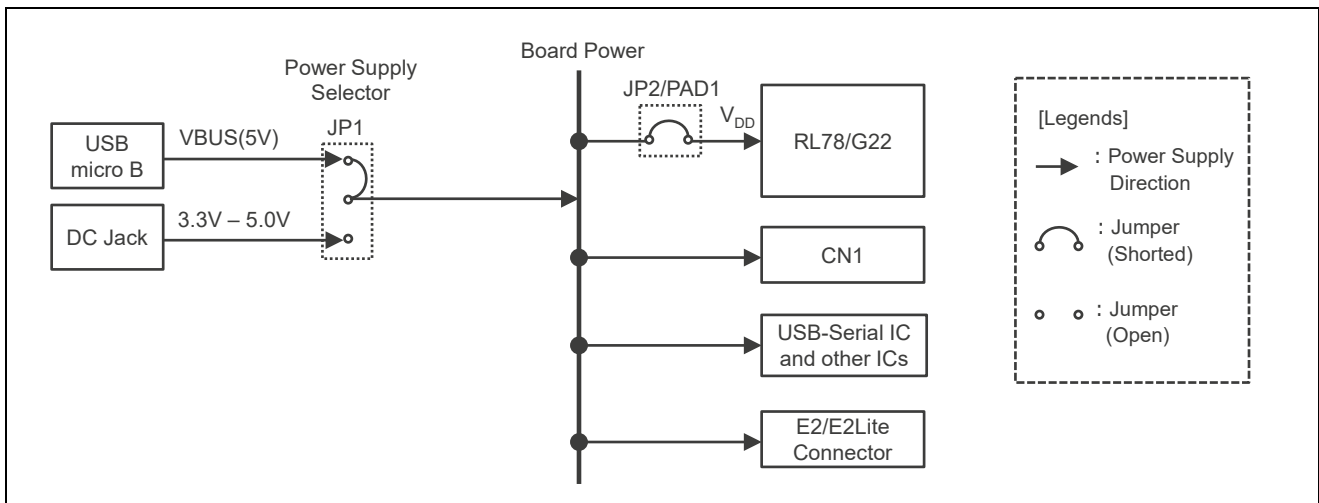 Board Power
Power Supply
Selector
JP1
JP2/PAD1
VDD
USB
micro B
VBUS(5V)
DC Jack
3.3V – 5.0V
RL78/G22
CN1
USB-Serial IC
and other ICs
E2/E2Lite
Connector
[Legends]
: Power Supply
Direction
: Jumper
(Shorted)
: Jumper
(Open)